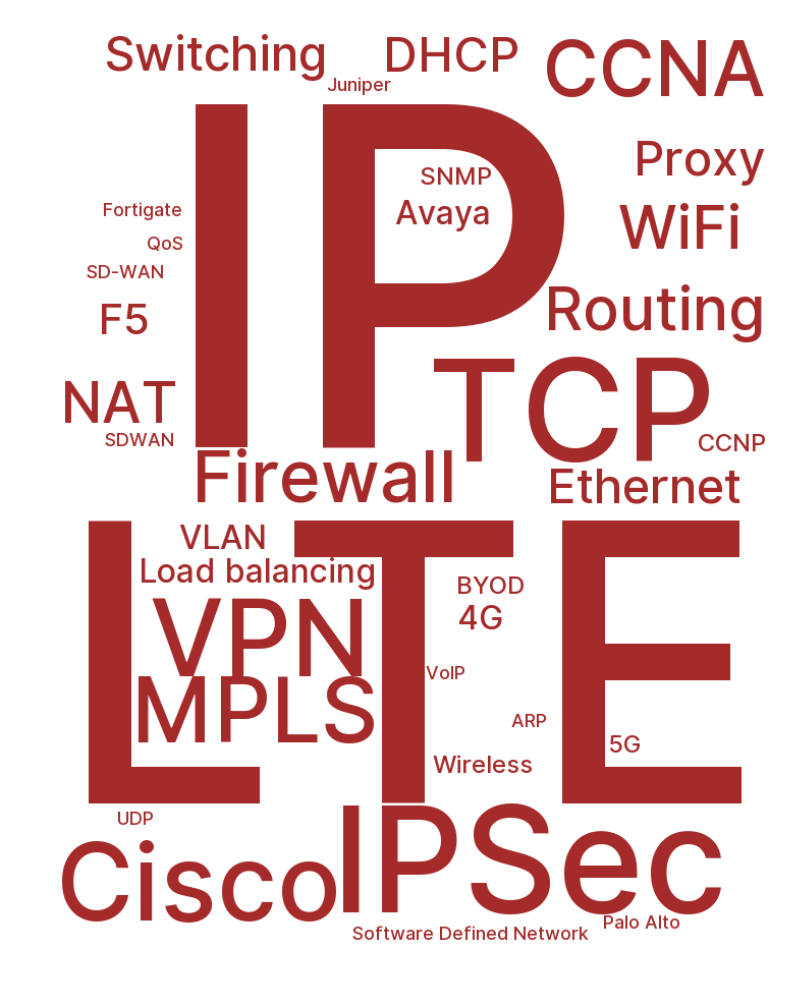 Switching
DHCP
CCNA
Juniper
IP
Proxy
SNMP
Fortigate
Avaya
WiFi
QoS
SD-WAN
F5
Routing
NAT
TCP
SDWAN
CCNP
Firewall
Ethernet
LTE
VLAN
Load balancing
BYOD
4G
VPN
VoIP
MPLS
ARP
5G
Wireless
UDP
Cisco
IPSec
Palo Alto
Software Defined Network